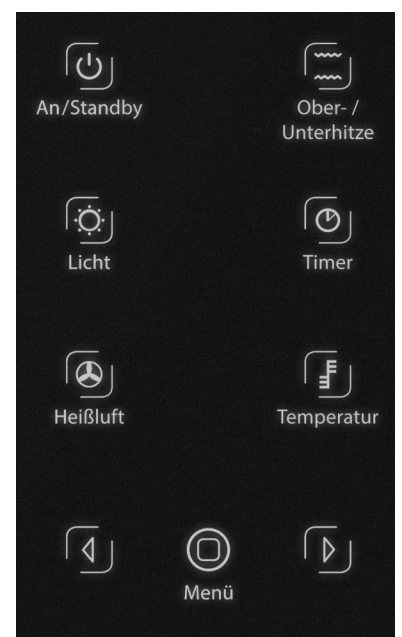 An/Standby
Ober- /
Unterhitze
Licht
Timer
Heißluft
Temperatur
Menü